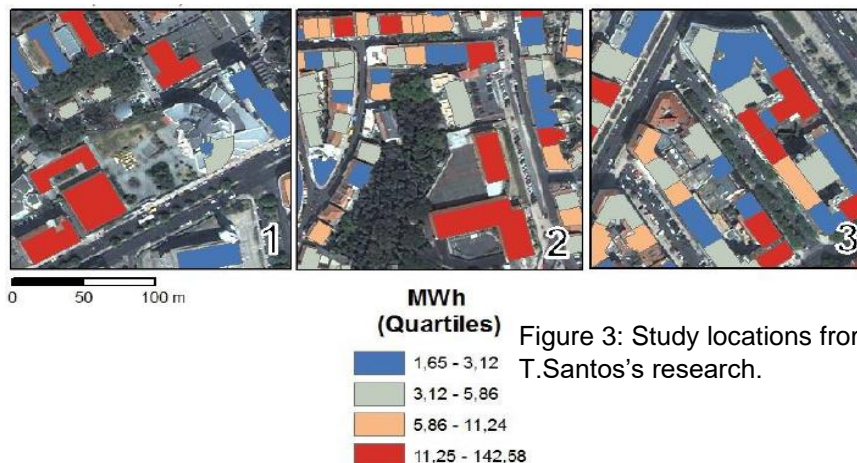 1
2
3
0 50 100 m
MWh
(Quartiles)
1,65 - 3,12
3,12 - 5,86
5,86 - 11,24
11,25 - 142,58
Figure 3: Study locations from
T.Santos's research.